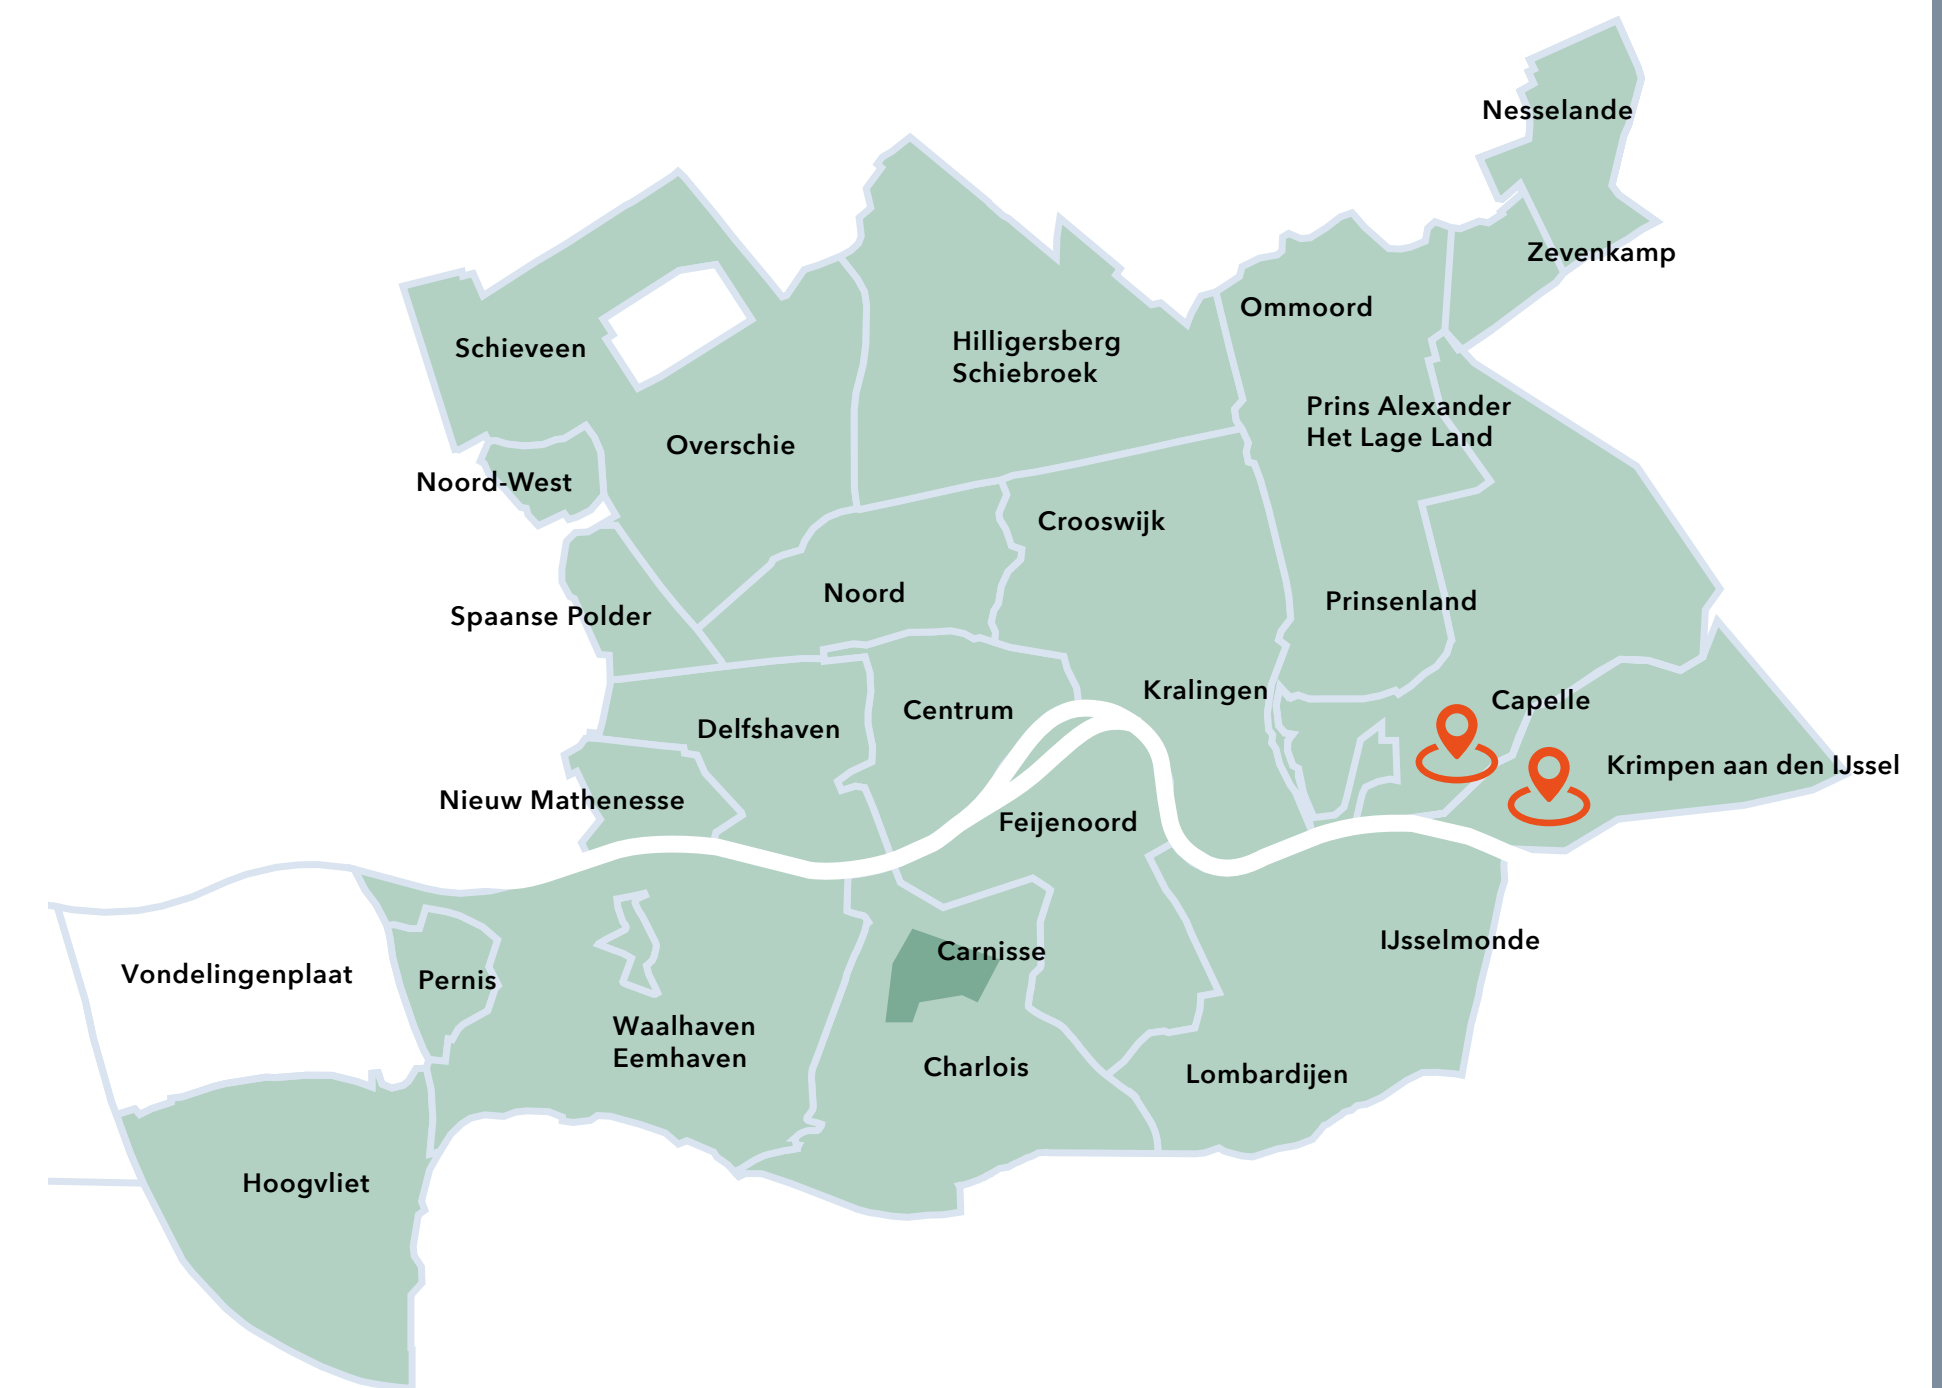 Nesselande
Zevenkamp
Ommoord
Hilligersberg
Schiebroek
Schieveen
Prins Alexander
Het Lage Land
Overschie
Noord-West
Crooswijk
Noord
Prinsenland
Spaanse Polder
Kralingen
Capelle
Centrum
Delfshaven
Krimpen aan den IJssel
Nieuw Mathenesse
Feijenoord
IJsselmonde
Carnisse
Vondelingenplaat
Pernis
Waalhaven
Eemhaven
Charlois
Lombardijen
Hoogvliet